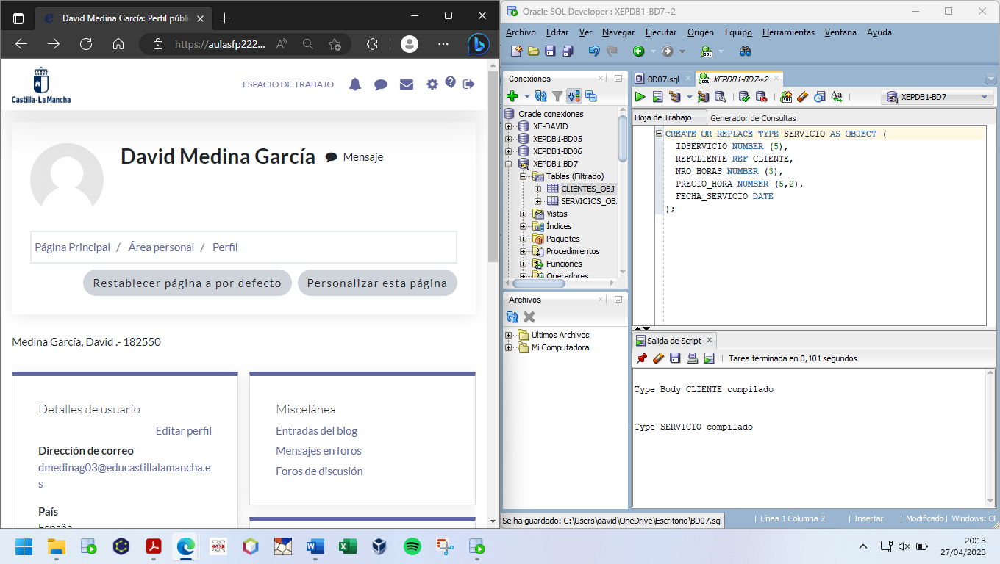 David Medina García: Perfil públi
https://aulasfp222...
Castilla-La Mancha
ESPACIO DE TRABAJO
David Medina García
Mensaje
Página Principal / Área personal / Perfil
Restablecer página a por defecto
Personalizar esta página
Medina García, David .- 182550
Detalles de usuario
Editar perfil
Dirección de correo
dmedinag03@educastillalamancha.e
s
País
España
Miscelánea
Entradas del blog
Mensajes en foros
Foros de discusión
Oracle SQL Developer : XEPDB1-BD7~2
Archivo Editar Ver Navegar Ejecutar Origen Equipo Herramientas Ventana Ayuda
Conexiones
Oracle conexiones
XE-DAVID
XEPDB1-BD05
XEPDB1-BD06
XEPDB1-BD7
Tablas (Filtrado)
CLIENTES_OBJ
SERVICIOS_OB.
Vistas
Índices
Paquetes
Procedimientos
Funciones
Operadores
Archivos
Últimos Archivos
Mi Computadora
BD07.sql
XEPDB1-BD7~2
XEPDB1-BD7
Hoja de Trabajo
Generador de Consultas
CREATE OR REPLACE TYPE SERVICIO AS OBJECT (
IDSERVICIO NUMBER (5),
REFCLIENTE REF CLIENTE,
NRO_HORAS NUMBER (3),
PRECIO_HORA NUMBER (5,2),
FECHA_SERVICIO DATE
);
Salida de Script
Tarea terminada en 0,101 segundos
Type Body CLIENTE compilado
Type SERVICIO compilado
Se ha guardado: C:\Users\david\OneDrive\Escritorio\BD07.sql
Línea 1 Columna 2
Insertar
Modificado
Windows: CF
BASE
20:13
27/04/2023